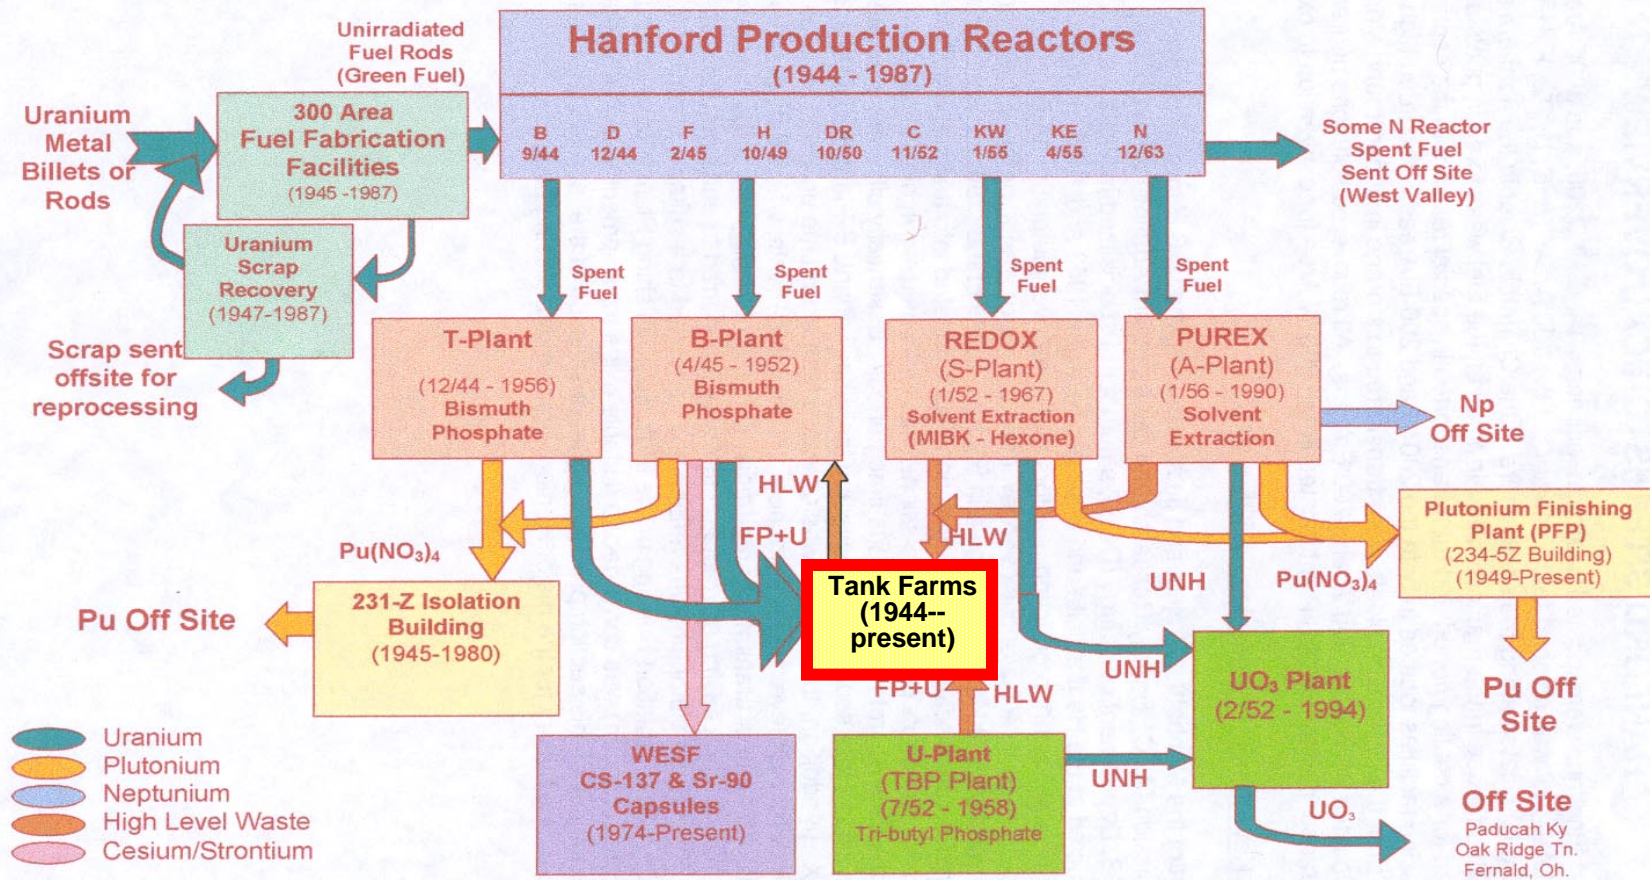 Unirradiated
Fuel Rods
(Green Fuel)
Hanford Production Reactors
(1944 - 1987)
B D F H DR C KW KE N
9/44 12/44 2/45 10/49 10/50 11/52 1/55 4/55 12/63
Uranium
Metal
Billets or
Rods
300 Area
Fuel Fabrication
Facilities
(1945 -1987)
Some N Reactor
Spent Fuel
Sent Off Site
(West Valley)
Uranium
Scrap
Recovery
(1947-1987)
Scrap sent
offsite for
reprocessing
Spent
Fuel
Spent
Fuel
Spent
Fuel
Spent
Fuel
T-Plant
(12/44 - 1956)
Bismuth
Phosphate
B-Plant
(4/45 - 1952)
Bismuth
Phosphate
REDOX
(S-Plant)
(1/52 - 1967)
Solvent Extraction
(MIBK - Hexone)
PUREX
(A-Plant)
(1/56 - 1990)
Solvent
Extraction
Np
Off Site
HLW
FP+U
HLW
Pu(NO₃)₄
UNH
Pu(NO₃)₄
Plutonium Finishing
Plant (PFP)
(234-5Z Building)
(1949-Present)
Pu Off Site
231-Z Isolation
Building
(1945-1980)
Tank Farms
(1944--
present)
FP+U
HLW
UNH
UO₃ Plant
(2/52 - 1994)
Pu Off
Site
Uranium
Plutonium
Neptunium
High Level Waste
Cesium/Strontium
WESF
CS-137 & Sr-90
Capsules
(1974-Present)
U-Plant
(TBP Plant)
(7/52 - 1958)
Tri-butyl Phosphate
UNH
UO₃
Off Site
Paducah Ky
Oak Ridge Tn.
Fernald, Oh.